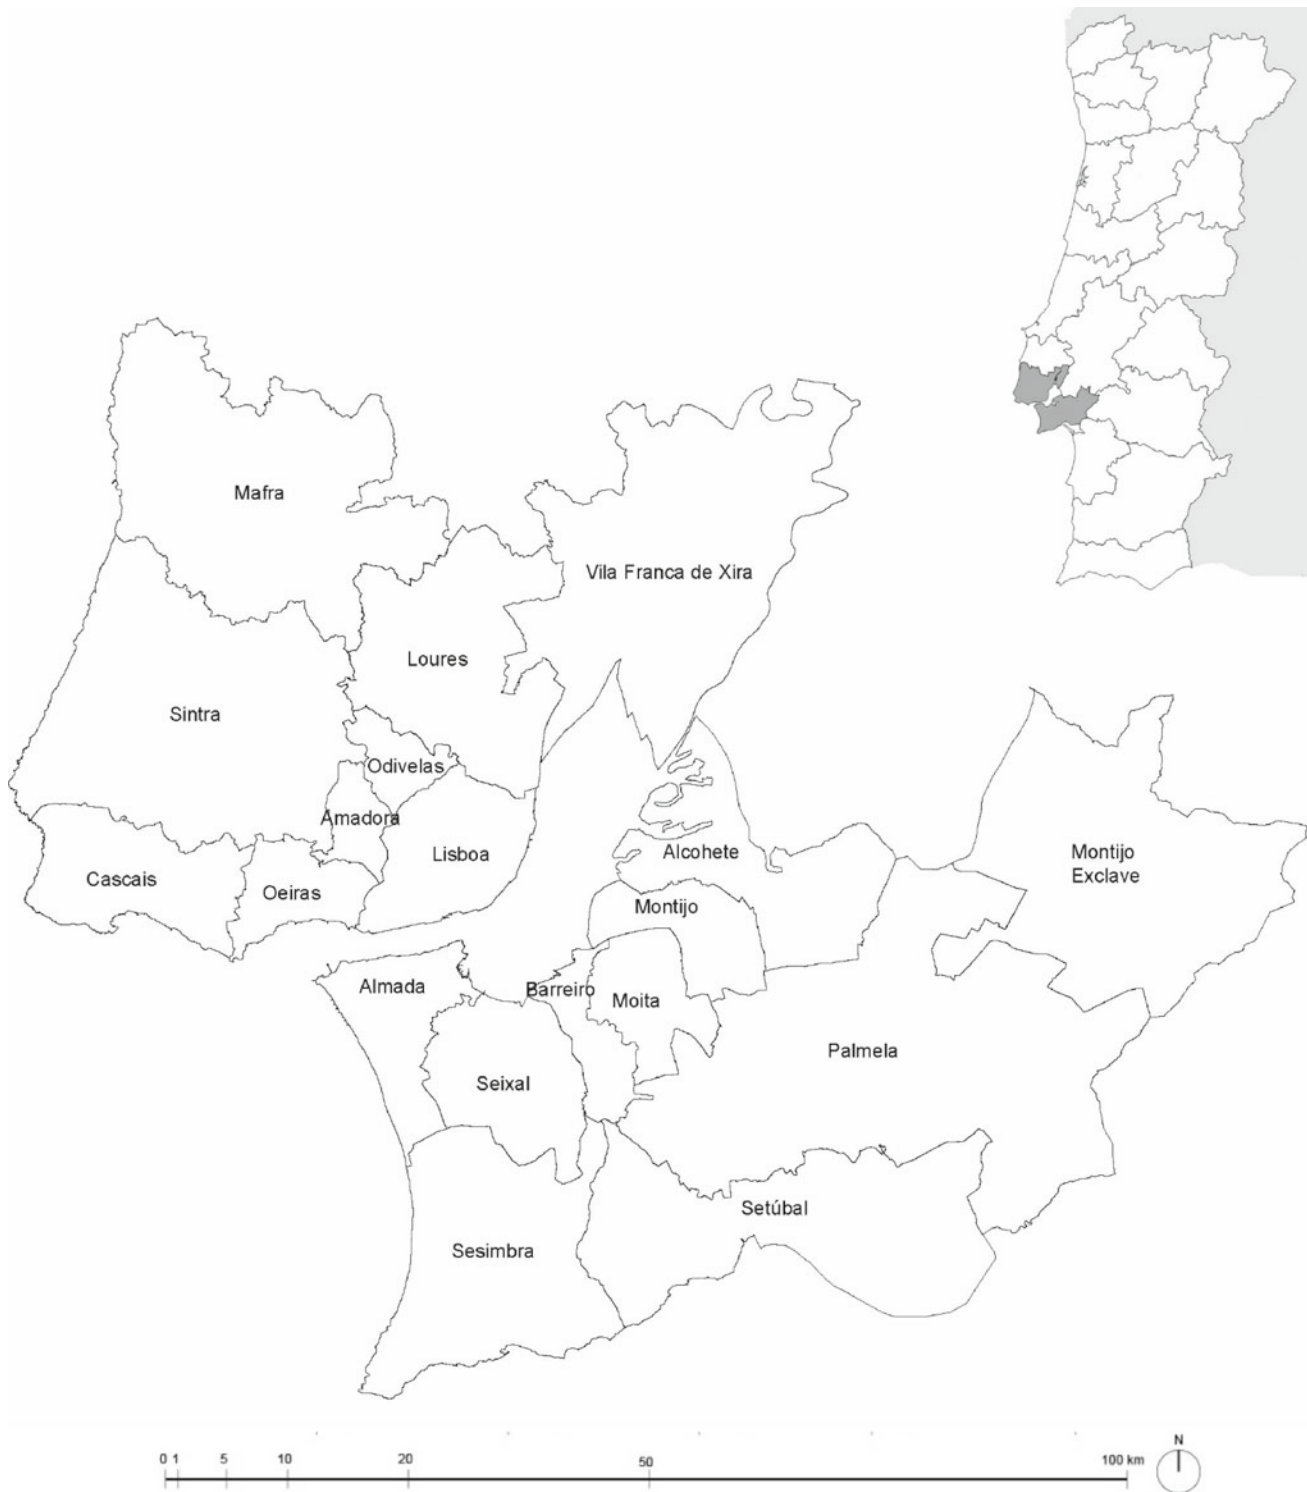 Mafra
Vila Franca de Xira
Loures
Sintra
Odivelas
Amadora
Lisboa
Alcohete
Montijo
Exclave
Cascais
Oeiras
Montijo
Almada
Barreiro
Moita
Palmela
Seixal
Setúbal
Sesimbra
N
0 1 5 10 20 50 100 km